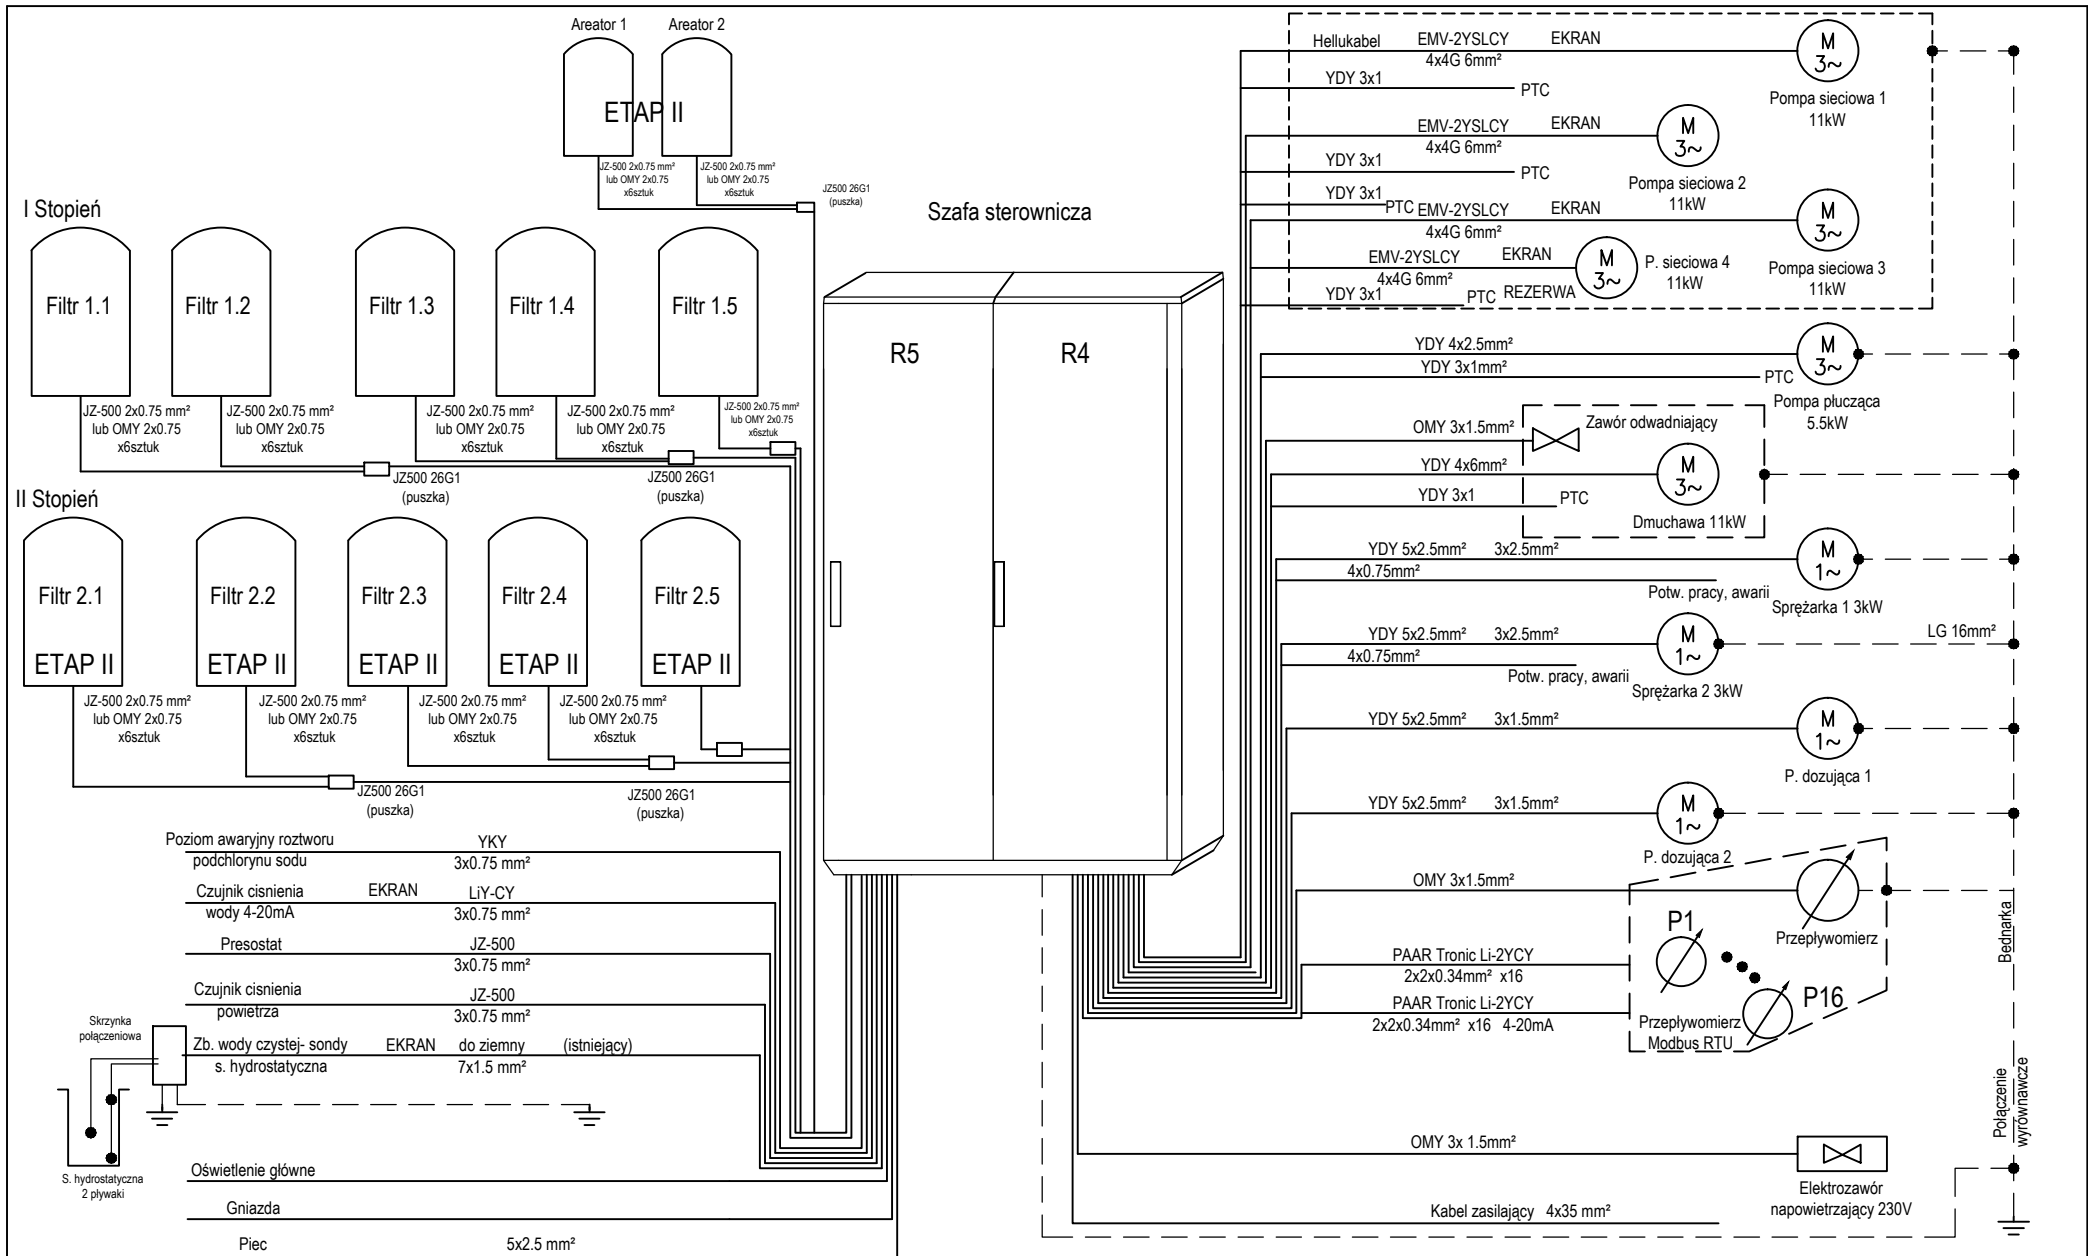 Areator 1
Areator 2
ETAP II
JZ-500 2x0.75 mm²
lub OMY 2x0.75
x6sztuk
JZ-500 2x0.75 mm²
lub OMY 2x0.75
x6sztuk
JZ500 26G1
(puszka)
I Stopień
Filtr 1.1
Filtr 1.2
Filtr 1.3
Filtr 1.4
Filtr 1.5
JZ-500 2x0.75 mm²
lub OMY 2x0.75
x6sztuk
JZ-500 2x0.75 mm²
lub OMY 2x0.75
x6sztuk
JZ-500 2x0.75 mm²
lub OMY 2x0.75
x6sztuk
JZ-500 2x0.75 mm²
lub OMY 2x0.75
x6sztuk
JZ-500 2x0.75 mm²
lub OMY 2x0.75
x6sztuk
JZ500 26G1
(puszka)
JZ500 26G1
(puszka)
II Stopień
Filtr 2.1
ETAP II
Filtr 2.2
ETAP II
Filtr 2.3
ETAP II
Filtr 2.4
ETAP II
Filtr 2.5
ETAP II
JZ-500 2x0.75 mm²
lub OMY 2x0.75
x6sztuk
JZ-500 2x0.75 mm²
lub OMY 2x0.75
x6sztuk
JZ-500 2x0.75 mm²
lub OMY 2x0.75
x6sztuk
JZ-500 2x0.75 mm²
lub OMY 2x0.75
x6sztuk
JZ500 26G1
(puszka)
JZ500 26G1
(puszka)
Poziom awaryjny roztworu YKY
podchlorynu sodu 3x0.75 mm²
Czujnik cisnienia EKRAN LiY-CY
wody 4-20mA 3x0.75 mm²
Presostat JZ-500
3x0.75 mm²
Czujnik cisnienia JZ-500
powietrza 3x0.75 mm²
Skrzynka
połączeniowa
Zb. wody czystej- sondy EKRAN do ziemny (istniejący)
s. hydrostatyczna 7x1.5 mm²
S. hydrostatyczna
2 pływaki
Oświetlenie główne
Gniazda
Piec 5x2.5 mm²
Szafa sterownicza
R5
R4
Hellukabel EMV-2YSLCY EKRAN
4x4G 6mm²
M
3~
Pompa sieciowa 1
11kW
YDY 3x1
PTC
EMV-2YSLCY EKRAN
4x4G 6mm²
M
3~
Pompa sieciowa 2
11kW
YDY 3x1
PTC
YDY 3x1
PTC
EMV-2YSLCY EKRAN
4x4G 6mm²
M
3~
Pompa sieciowa 3
11kW
EMV-2YSLCY EKRAN
4x4G 6mm²
M
3~
P. sieciowa 4
11kW
YDY 3x1
PTC REZERWA
YDY 4x2.5mm²
YDY 3x1mm²
PTC
M
3~
Pompa płucząca
5.5kW
OMY 3x1.5mm²
Zawór odwadniający
YDY 4x6mm²
M
3~
YDY 3x1
PTC
Dmuchawa 11kW
YDY 5x2.5mm² 3x2.5mm²
4x0.75mm²
Potw. pracy, awarii
M
1~
Sprężarka 1 3kW
YDY 5x2.5mm² 3x2.5mm²
4x0.75mm²
Potw. pracy, awarii
M
1~
Sprężarka 2 3kW
LG 16mm²
YDY 5x2.5mm² 3x1.5mm²
M
1~
P. dozująca 1
YDY 5x2.5mm² 3x1.5mm²
M
1~
P. dozująca 2
OMY 3x1.5mm²
Przepływomierz
P1
P16
PAAR Tronic Li-2YCY
2x2x0.34mm² x16
PAAR Tronic Li-2YCY
2x2x0.34mm² x16 4-20mA
Przepływomierz
Modbus RTU
Bednarka
Połączenie
wyrównawcze
OMY 3x 1.5mm²
Elektrozawór
napowietrzający 230V
Kabel zasilający 4x35 mm²